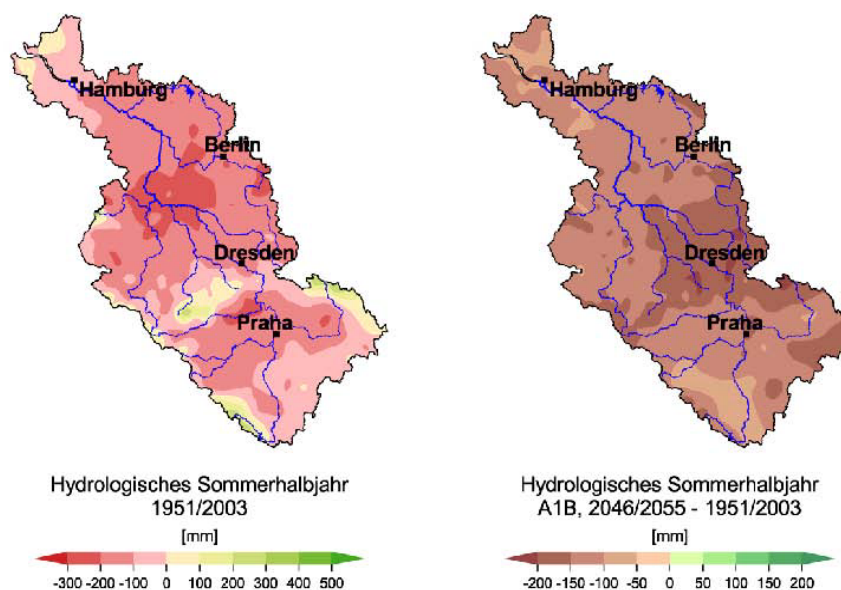 Hamburg
Berlin
Dresden
Praha
Hydrologisches Sommerhalbjahr
1951/2003
[mm]
-300 -200 -100 0 100 200 300 400 500
Hamburg
Berlin
Dresden
Praha
Hydrologisches Sommerhalbjahr
A1B, 2046/2055 - 1951/2003
[mm]
-200 -150 -100 -50 0 50 100 150 200